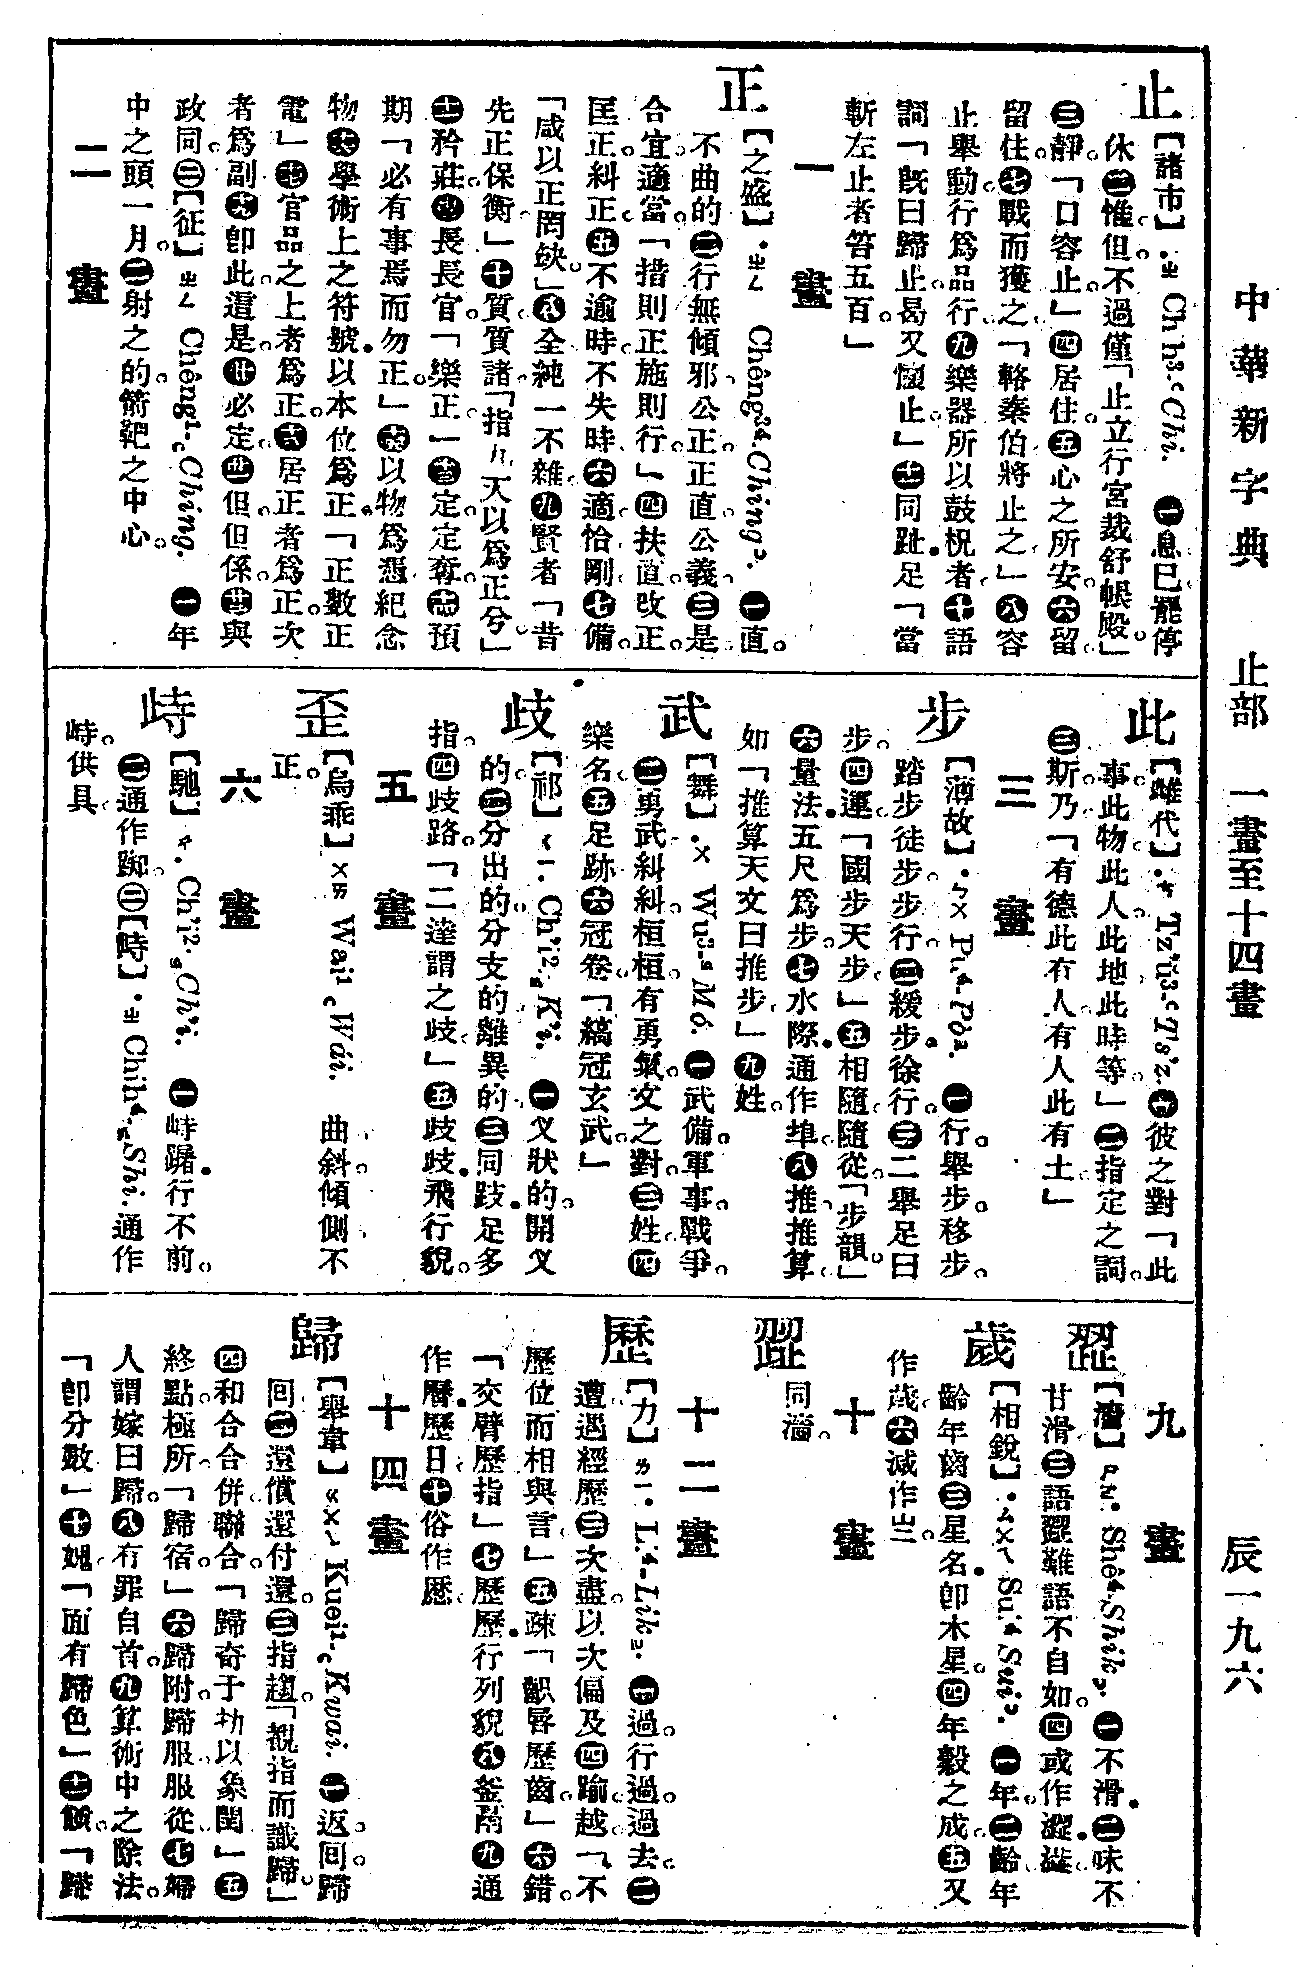 中華新字典　止部　一畫至十四畫　辰一九六
止【諸市】.ㄓ Chih³.ᶜChi. ㊀息已罷停
休㊁惟但不過僅「止立行宮裁舒帳殿」
㊂靜「口容止」㊃居住㊄心之所安㊅留
留住㊆戰而獲之「輅秦伯將止之」㊇容
止舉動行爲品行㊈樂器所以鼓柷者㊉語
詞「旣曰歸止曷又懷止」(十一)同趾足「當
斬左止者笞五百」
一畫
正【之盛】.ㄓㄥ Chêng⁴.Ching. ㊀直
不曲的㊁行無傾邪公正正直公義㊂是
合宜適當「措則正施則行」㊃扶直改正
匡正糾正㊄不逾時不失時㊅適恰剛㊆備
「咸以正罔缺」㊇全純一不雜㊈賢者「昔
先正保衡」㊉質質諸「指九天以爲正兮」
(十一)矜莊(十二)長長官「樂正」(十三)定定奪(十四)預
期「必有事焉而勿正」(十五)以物爲憑紀念
物(十六)學術上之符號以本位爲正「正數正
電」(十七)官品之上者爲正(十八)居正者爲正次
者爲副(十九)卽此這是(二十)必定(廿一)但但係(廿二)與
政同㊁【征】ㄓㄥ Chêng¹.Ching. ㊀年
中之頭一月㊁射之的箭靶之中心
二畫
此【雌代】.ㄘ Tz'ŭ³.ᶜTs'z. ㊀彼之對「此
事此物此人此地此時等」㊁指定之詞
㊂斯乃「有德此有人有人此有土」
三畫
步【薄故】.ㄅㄨ Pu⁴.Pò. ㊀行舉步移步
踏步徒步步行㊁緩步徐行㊂二舉足曰
步㊃運「國步天步」㊄相隨隨從「步韻」
㊅量法五尺爲步㊆水際通作埠㊇推推算
如「推算天文曰推步」㊈姓
武【舞】.ㄨ Wu³.Mó. ㊀武備軍事戰爭
㊁勇武糾糾桓桓有勇氣文之對㊂姓㊃
樂名㊄足跡㊅冠卷「縞冠玄武」
歧【祁】ㄑㄧ. Ch'i².K'i. ㊀叉狀的開叉
的㊁分出的分支的離異的㊂同跂足多
指㊃歧路「二逵謂之歧」㊄歧歧飛行貌
五畫
歪【烏乖】ㄨㄞ Wai¹.Wái. 曲斜傾側不
正
六畫
歭【馳】ㄔ. Ch'i².Ch'i. ㊀歭躇行不前
㊁通作踟㊁【時】.ㄓ Chih⁴.Shi. 通作
峙供具
九畫
歰【濇】ㄕㄜ. Shê⁴.Shik. ㊀不滑㊁味不
甘滑㊂語歰難語不自如㊃或作澀澁
歲【相銳】.ㄙㄨㄟ Sui⁴.Sui. ㊀年㊁齡年
齡年齒㊂星名卽木星㊃年穀之成㊄又
作𡻕㊅減作岦
十畫
歮
同濇
十二畫
歷【力】ㄌㄧ. Li⁴.Lik. ㊀過行過過去㊁
遭遇經歷㊂次盡以次偏及㊃踰越「不
歷位而相與言」㊄疎「齞脣歷齒」㊅錯
「交臂歷指」㊆歷歷行列貌㊇釜鬲㊈通
作曆歷日㊉俗作厯
十四畫
歸【舉韋】ㄍㄨㄟ Kuei¹.Kwai. ㊀返回歸
回㊁還償還付還㊂指趨「覩指而識歸」
㊃和合合併聯合「歸奇于扐以象閏」㊄
終點極所「歸宿」㊅歸附歸服服從㊆婦
人謂嫁曰歸㊇有罪自首㊈算術中之除法
「卽分數」㊉媿「面有歸色」(十一)饋「歸